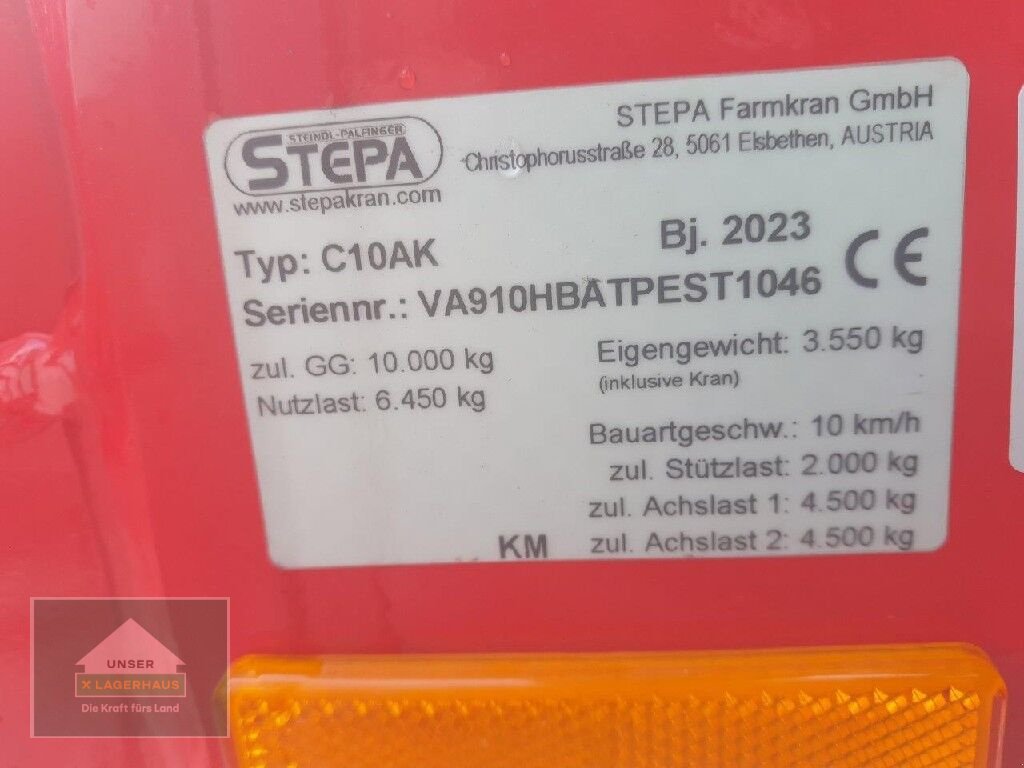 STEINDL-PALFINGER
STEPA
www.stepakran.com
STEPA Farmkran GmbH
Christophorusstraße 28, 5061 Elsbethen, AUSTRIA
Typ: C10AK
Bj. 2023
Seriennr.: VA910HBATPEST1046
CE
zul. GG: 10.000 kg
Nutzlast: 6.450 kg
Eigengewicht: 3.550 kg
(inklusive Kran)
Bauartgeschw.: 10 km/h
zul. Stützlast: 2.000 kg
zul. Achslast 1: 4.500 kg
KM zul. Achslast 2: 4.500 kg
UNSER
X LAGERHAUS
Die Kraft fürs Land